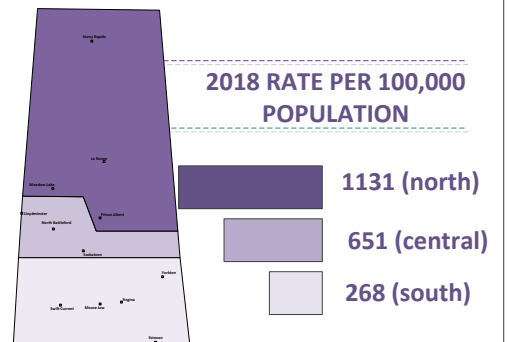 Stony Rapids
2018 RATE PER 100,000
POPULATION
La Ronge
1131 (north)
Meadow Lake
Lloydminster
Prince Albert
North Battleford
651 (central)
Saskatoon
Yorkton
268 (south)
Swift Current
Moose Jaw
Regina
Estevan